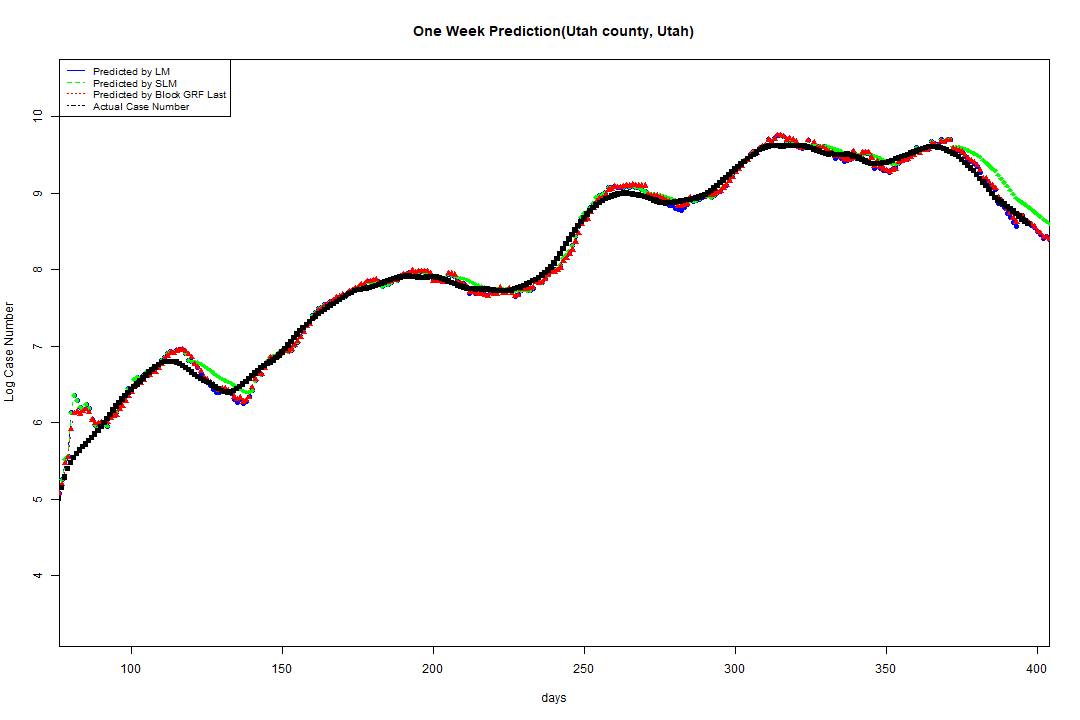 One Week Prediction(Utah county, Utah)
Predicted by LM
Predicted by SLM
Predicted by Block GRF Last
Actual Case Number
10
9
8
7
6
5
4
Log Case Number
100 150 200 250 300 350 400
days